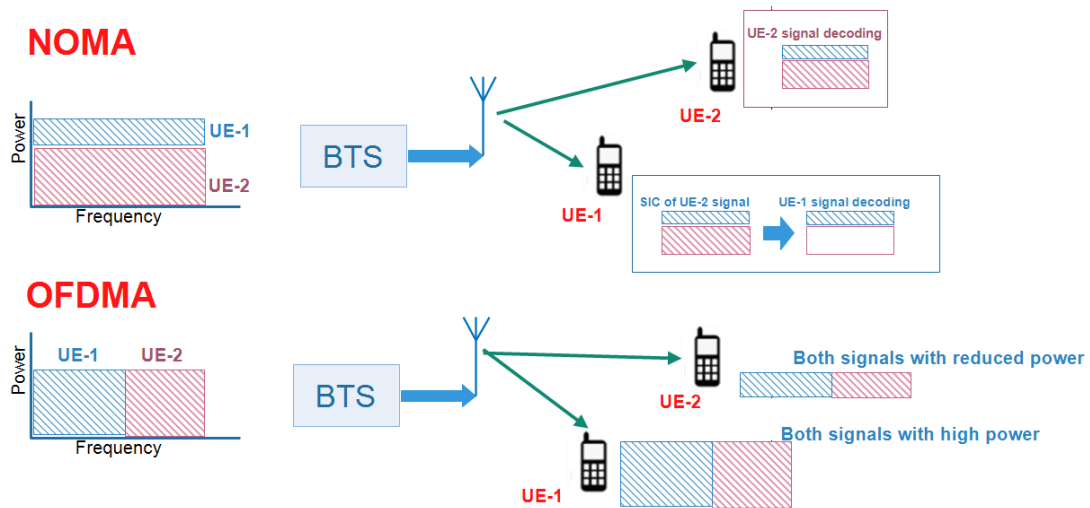 NOMA
Power
UE-1
UE-2
Frequency
BTS
UE-2
UE-2 signal decoding
UE-1
SIC of UE-2 signal
UE-1 signal decoding
OFDMA
Power
UE-1
UE-2
Frequency
BTS
UE-2
Both signals with reduced power
UE-1
Both signals with high power